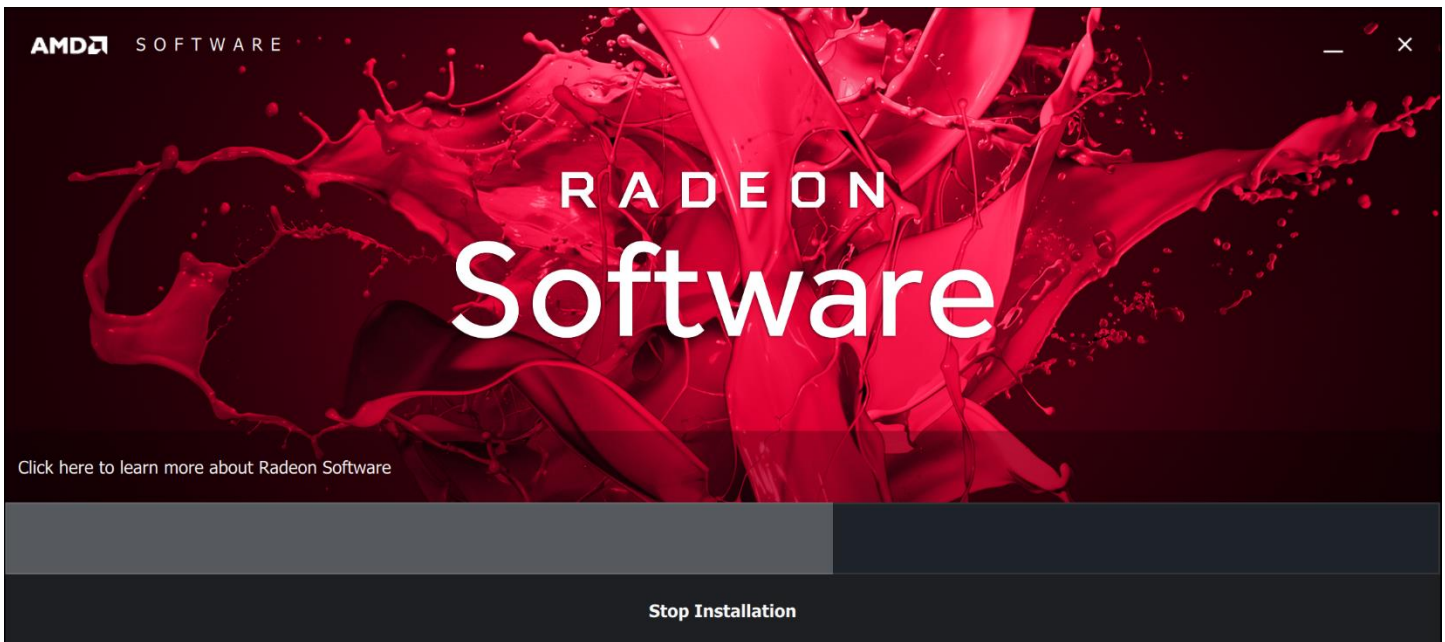 AMD SOFTWARE
RADEON
Software
Click here to learn more about Radeon Software
Stop Installation